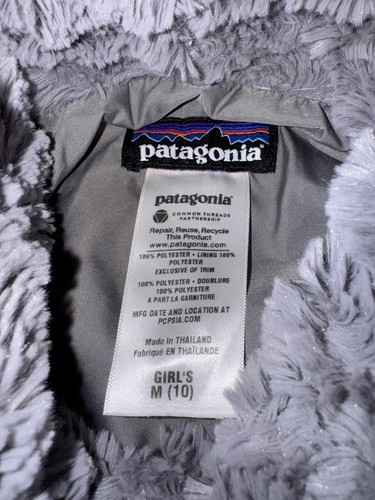 patagonia
patagonia
COMMON THREADS
PARTNERSHIP
Repair, Reuse, Recycle
This Product
www.patagonia.com
100% POLYESTER • LINING 100%
POLYESTER
EXCLUSIVE OF TRIM
100% POLYESTER • DOUBLURE
100% POLYESTER
A PART LA GARNITURE
MFG DATE AND LOCATION AT
PCPSIA.COM
Made in THAILAND
Fabriqué en THAÏLANDE
GIRL'S
M (10)